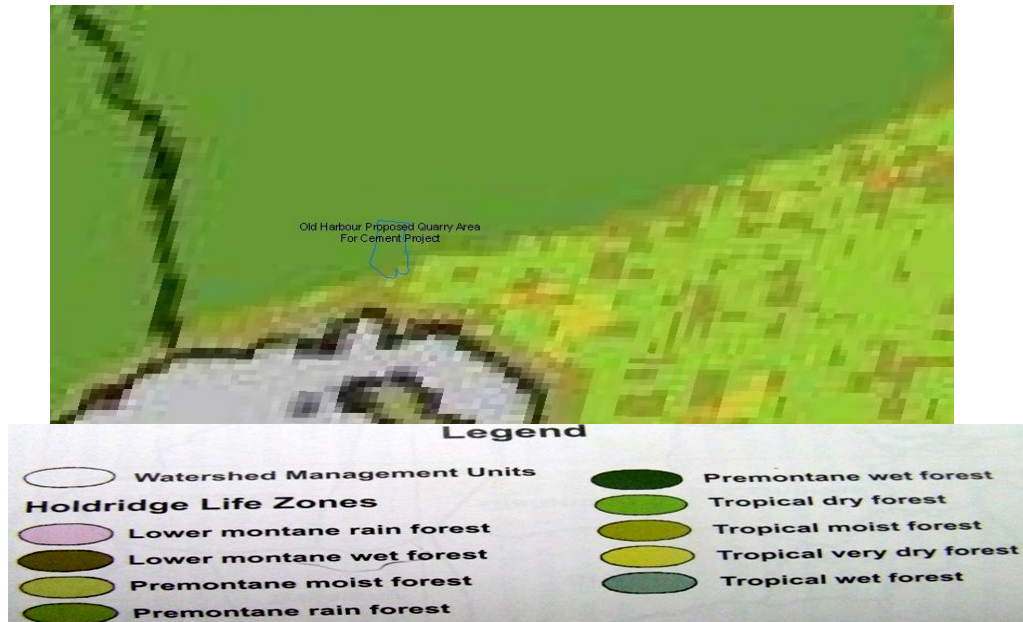 Old Harbour Proposed Quarry Area
For Cement Project
Legend
Watershed Management Units
Holdridge Life Zones
Lower montane rain forest
Lower montane wet forest
Premontane moist forest
Premontane rain forest
Premontane wet forest
Tropical dry forest
Tropical moist forest
Tropical very dry forest
Tropical wet forest